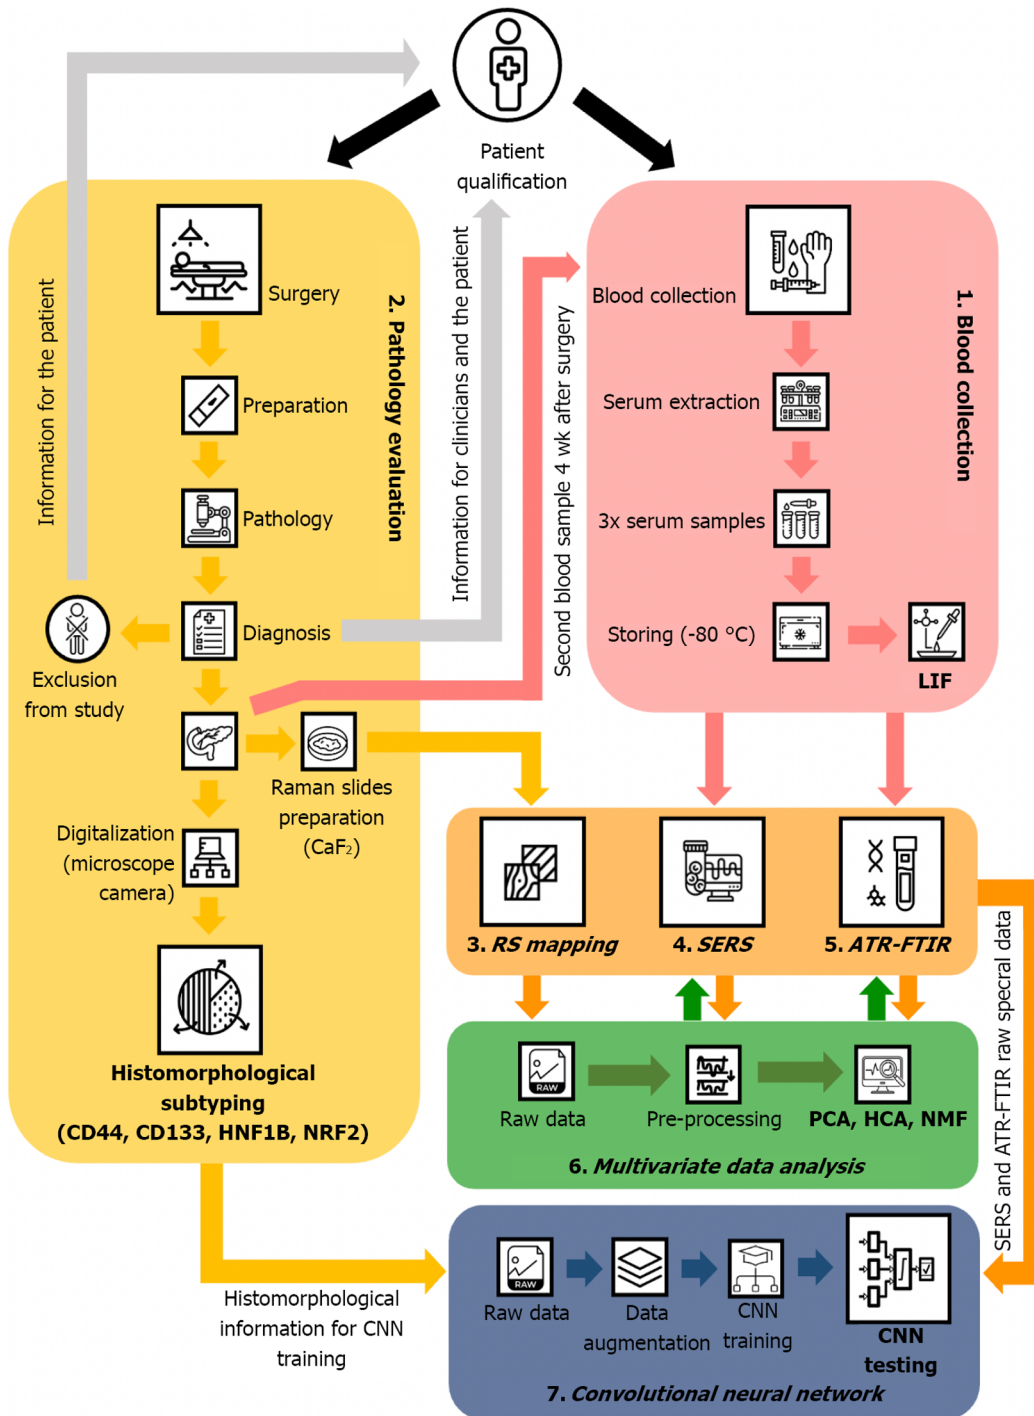 Patient
qualification
Information for the patient
Surgery
Preparation
Pathology
Diagnosis
2. Pathology evaluation
Exclusion
from study
Raman slides
preparation
(CaF₂)
Digitalization
(microscope
camera)
Histomorphological
subtyping
(CD44, CD133, HNF1B, NRF2)
Information for clinicians and the patient
Second blood sample 4 wk after surgery
Blood collection
Serum extraction
3x serum samples
Storing (-80 °C)
LIF
1. Blood collection
3. RS mapping
4. SERS
5. ATR-FTIR
SERS and ATR-FTIR raw specral data
RAW
Raw data
Pre-processing
PCA, HCA, NMF
6. Multivariate data analysis
Histomorphological
information for CNN
training
RAW
Raw data
Data
augmentation
CNN
training
CNN
testing
7. Convolutional neural network